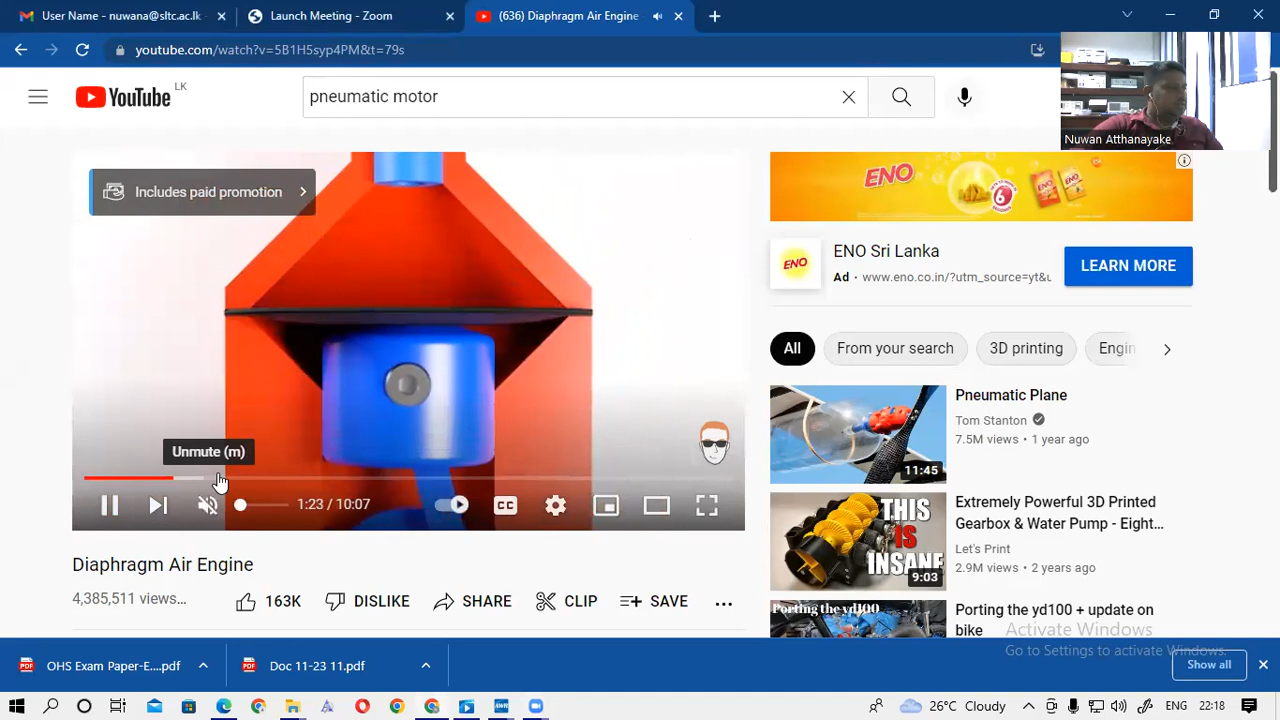 User Name - nuwana@sltc.ac.lk
Launch Meeting - Zoom
(636) Diaphragm Air Engine
youtube.com/watch?v=5B1H5syp4PM&t=79s
YouTube LK
pneumatic motor
Nuwan Atthanayake
Includes paid promotion
Unmute (m)
1:23 / 10:07
CC
Diaphragm Air Engine
4,385,511 views...
163K
DISLIKE
SHARE
CLIP
SAVE
ENO
6
ENO
ENO Sri Lanka
Ad • www.eno.co.in/?utm_source=yt&u
LEARN MORE
All
From your search
3D printing
Engin
11:45
Pneumatic Plane
Tom Stanton
7.5M views • 1 year ago
THIS
IS
INSANE
9:03
Extremely Powerful 3D Printed
Gearbox & Water Pump - Eight...
Let's Print
2.9M views • 2 years ago
Porting the yd100
Porting the yd100 + update on
bike
Activate Windows
Go to Settings to activate Windows.
PDF
OHS Exam Paper-E....pdf
PDF
Doc 11-23 11.pdf
Show all
26°C Cloudy
ENG
22:18